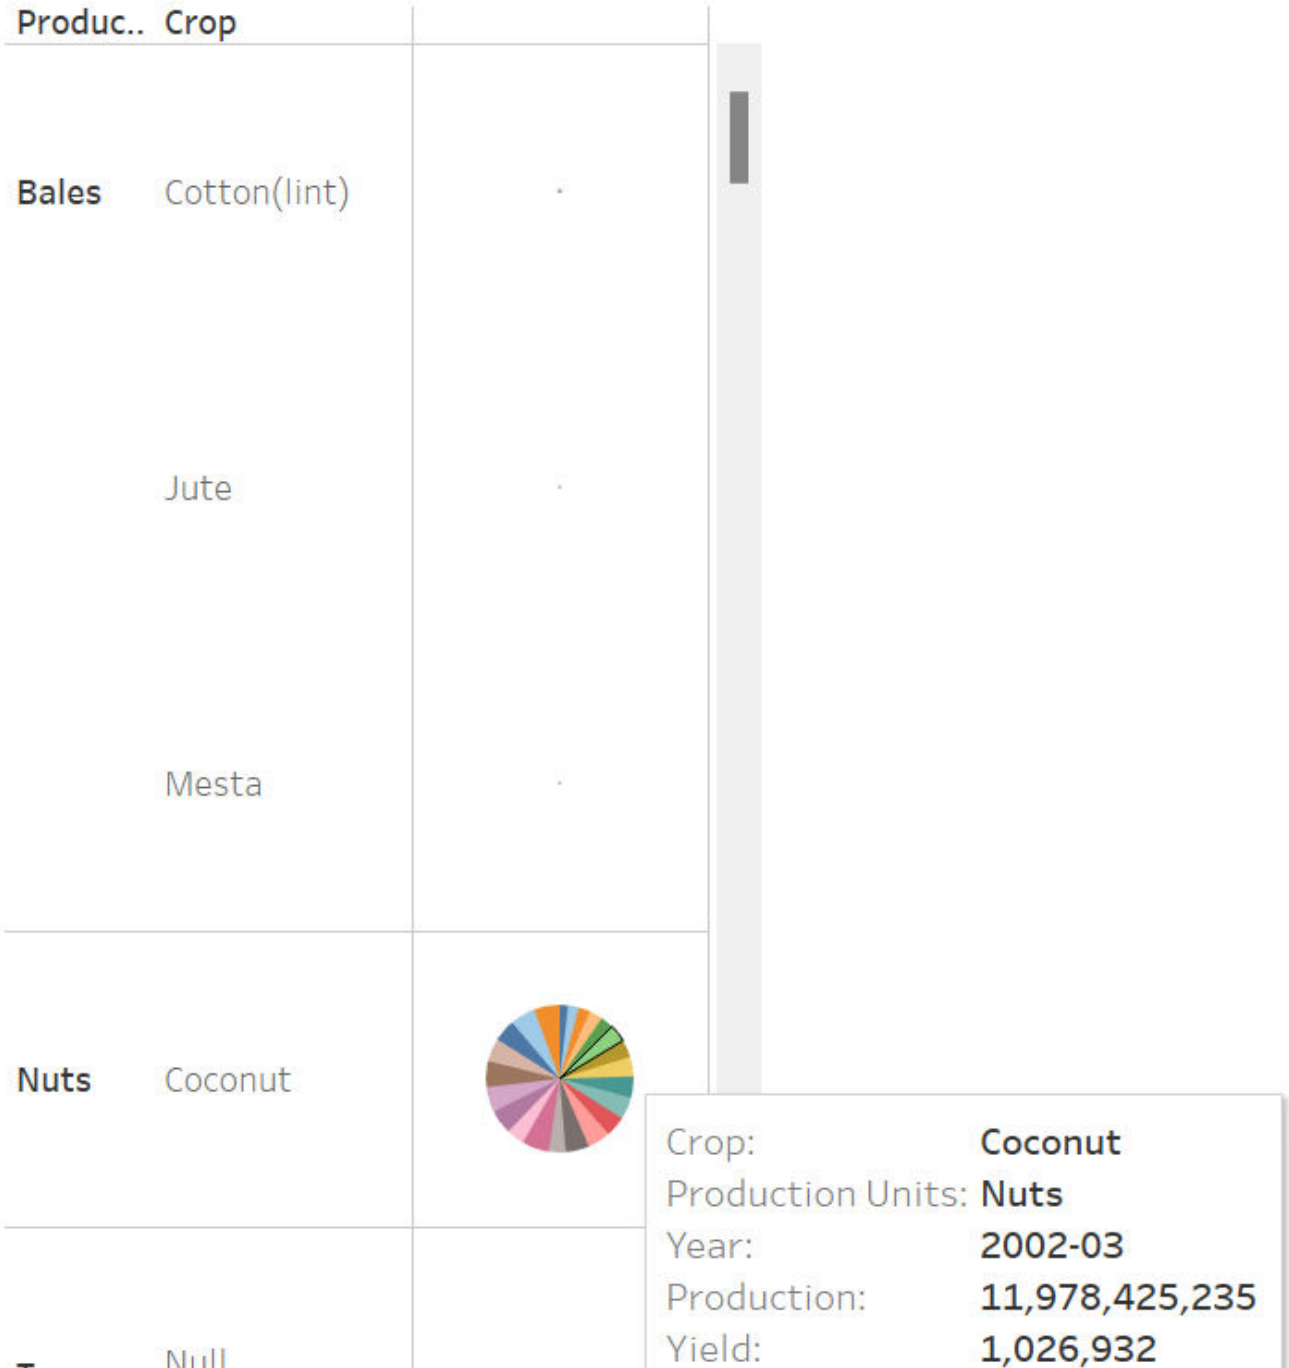 Produc.. Crop
Bales Cotton(lint)
Jute
Mesta
Nuts Coconut
Crop: Coconut
Production Units: Nuts
Year: 2002-03
Production: 11,978,425,235
Yield: 1,026,932
Null